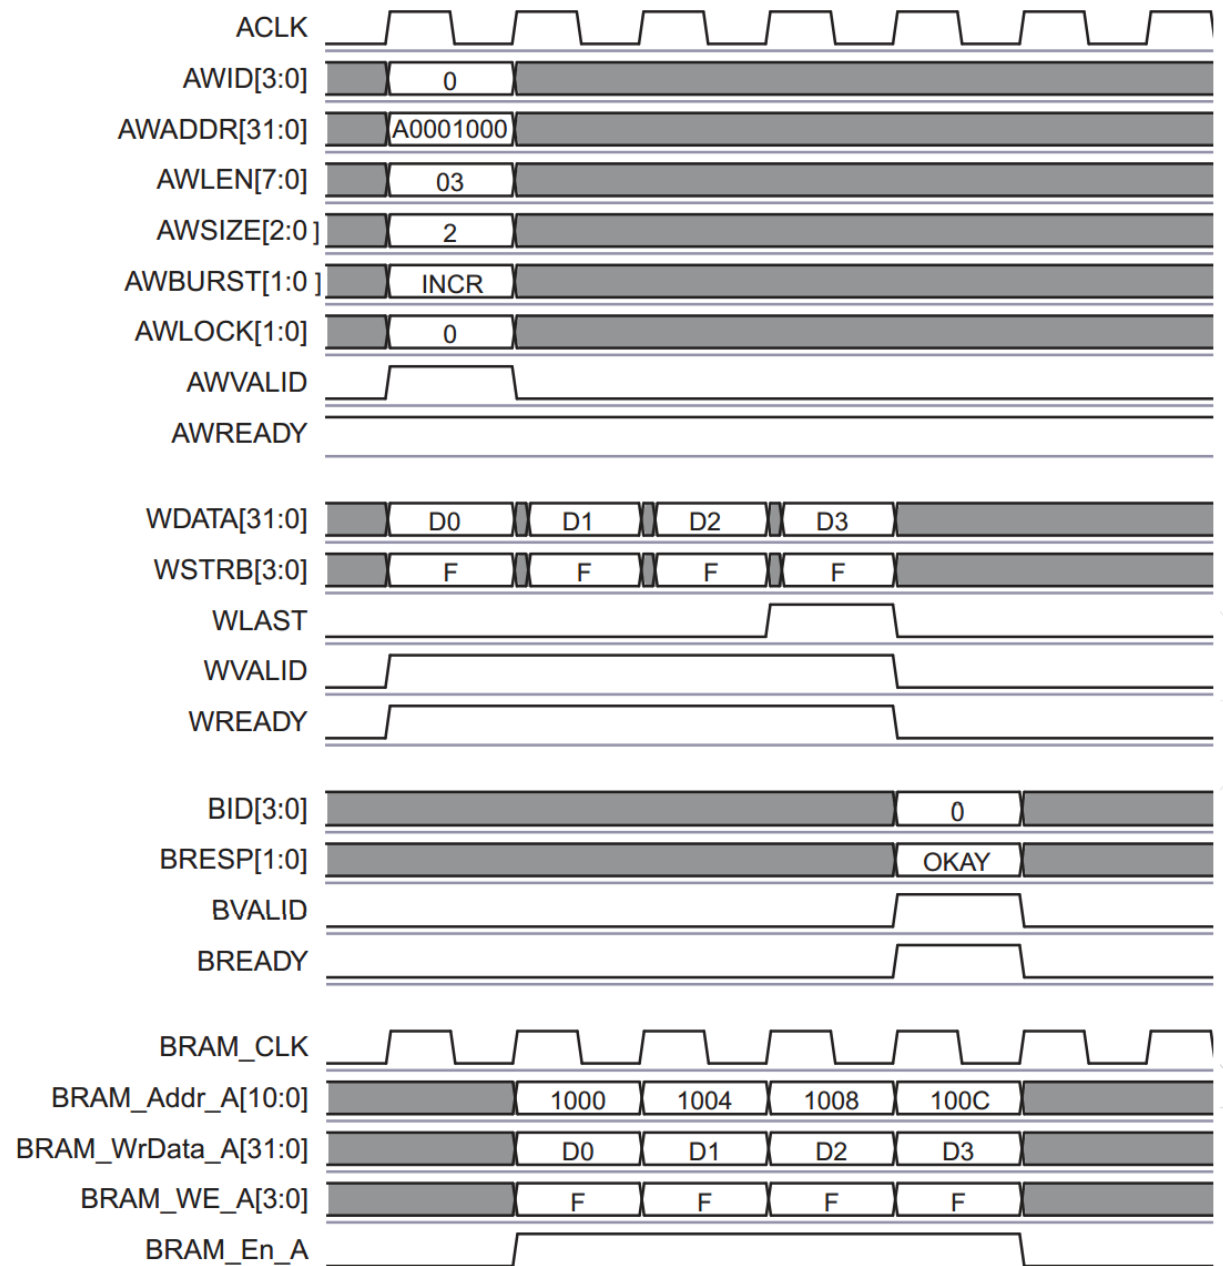 ACLK
AWID[3:0] 0
AWADDR[31:0] A0001000
AWLEN[7:0] 03
AWSIZE[2:0 ] 2
AWBURST[1:0 ] INCR
AWLOCK[1:0] 0
AWVALID
AWREADY
WDATA[31:0] D0 D1 D2 D3
WSTRB[3:0] F F F F
WLAST
WVALID
WREADY
BID[3:0] 0
BRESP[1:0] OKAY
BVALID
BREADY
BRAM_CLK
BRAM_Addr_A[10:0] 1000 1004 1008 100C
BRAM_WrData_A[31:0] D0 D1 D2 D3
BRAM_WE_A[3:0] F F F F
BRAM_En_A